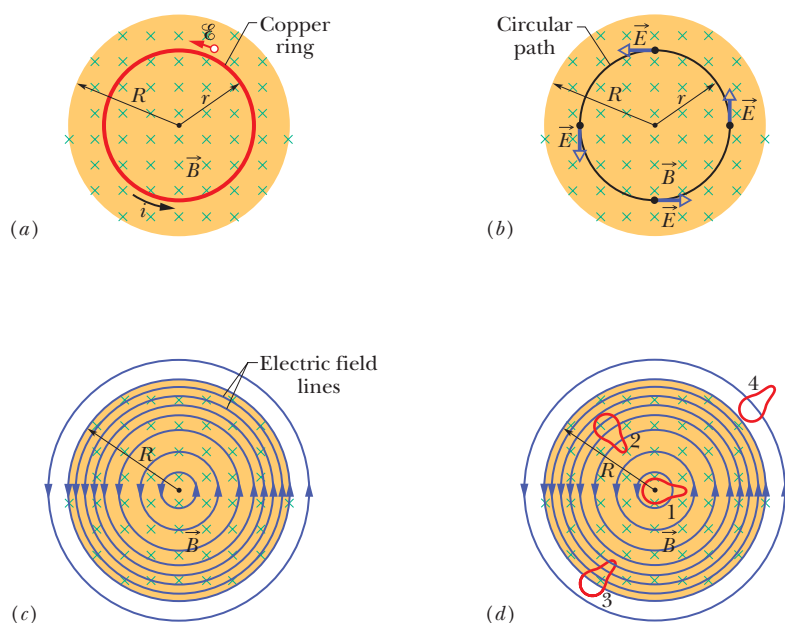 Copper
ring
ℰ
R
r
B
i
(a)
Circular
path
E
R
r
E
E
B
E
(b)
Electric field
lines
R
B
(c)
4
2
R
1
B
3
(d)